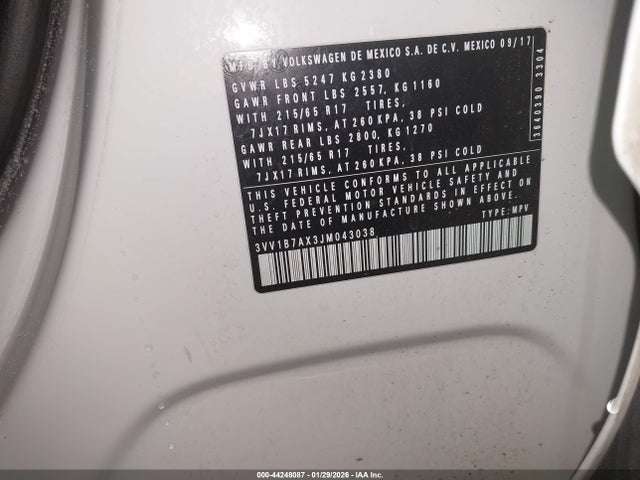 MFD. BY VOLKSWAGEN DE MEXICO S.A. DE C.V. MEXICO 09/17
GVWR LBS 5247 KG 2380
GAWR FRONT LBS 2557, KG 1160
WITH 215/65 R17 TIRES,
7JX17 RIMS, AT 260 KPA, 38 PSI COLD
GAWR REAR LBS 2800, KG 1270
WITH 215/65 R17 TIRES,
7JX17 RIMS, AT 260 KPA, 38 PSI COLD
THIS VEHICLE CONFORMS TO ALL APPLICABLE
U.S. FEDERAL MOTOR VEHICLE SAFETY AND
THEFT PREVENTION STANDARDS IN EFFECT ON
THE DATE OF MANUFACTURE SHOWN ABOVE.
3VV1B7AX3JM043038 TYPE: MPV
3640390 3304
000-44248087 - 01/29/2026 - IAA Inc.